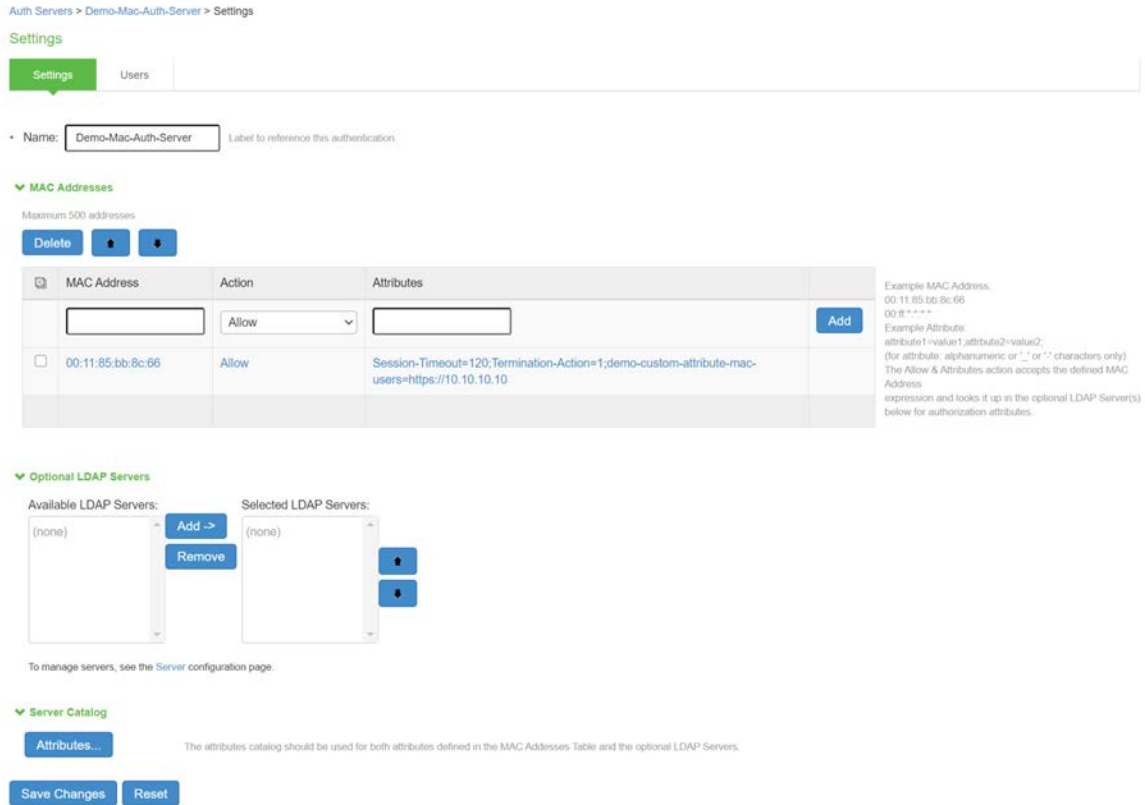 Auth Servers > Demo-Mac-Auth-Server > Settings
Settings
Settings
Users
Name:
Demo-Mac-Auth-Server
Label to reference this authentication
MAC Addresses
Maximum 500 addresses
Delete
MAC Address
Action
Attributes
Allow
Add
00:11:85:bb:8c:66
Allow
Session-Timeout=120;Termination-Action=1;demo-custom-attribute-mac-
users=https://10.10.10.10
Example MAC Address:
00:11:85:bb:8c:66
00:ff:*:*:*:*
Example Attribute:
attribute1=value1;attrbute2=value2;
(for attribute: alphanumeric or '_' or '-' characters only)
The Allow & Attributes action accepts the defined MAC
Address
expression and looks it up in the optional LDAP Server(s)
below for authorization attributes.
Optional LDAP Servers
Available LDAP Servers:
(none)
Add ->
Remove
Selected LDAP Servers:
(none)
To manage servers, see the Server configuration page.
Server Catalog
Attributes...
The attributes catalog should be used for both attributes defined in the MAC Addesses Table and the optional LDAP Servers.
Save Changes
Reset